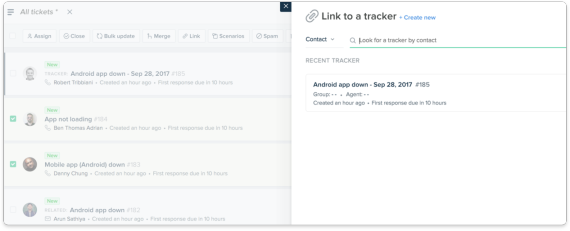 All tickets
Link to a tracker + Create new
Assign Close Bulk update Merge Link Scenarios Spam
Contact Look for a tracker by contact
RECENT TRACKER
New
TRACKER: Android app down - Sep 28, 2017 #185
Robert Tribbiani • Created an hour ago • First response due in 10 hours
Android app down - Sep 28, 2017 #185
Group: - - • Agent: - -
Created an hour ago • First response due in 10 hours
New
App not loading #184
Ben Thomas Adrien • Created an hour ago • First response due in 10 hours
New
Mobile app (Android) down #183
Danny Chung • Created an hour ago • First response due in 10 hours
New
RELATED: Android app down #182
Arun Sathiya • Created an hour ago • First response due in 10 hours